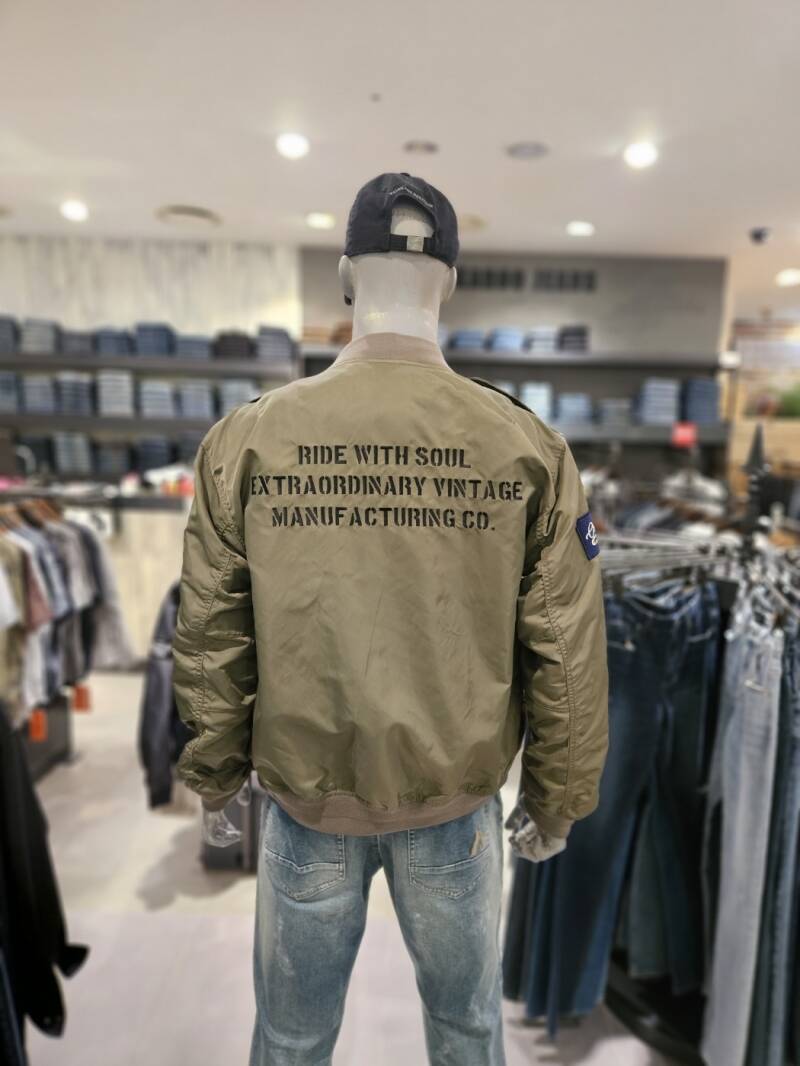 RIDE WITH SOUL
EXTRAORDINARY VINTAGE
MANUFACTURING CO.